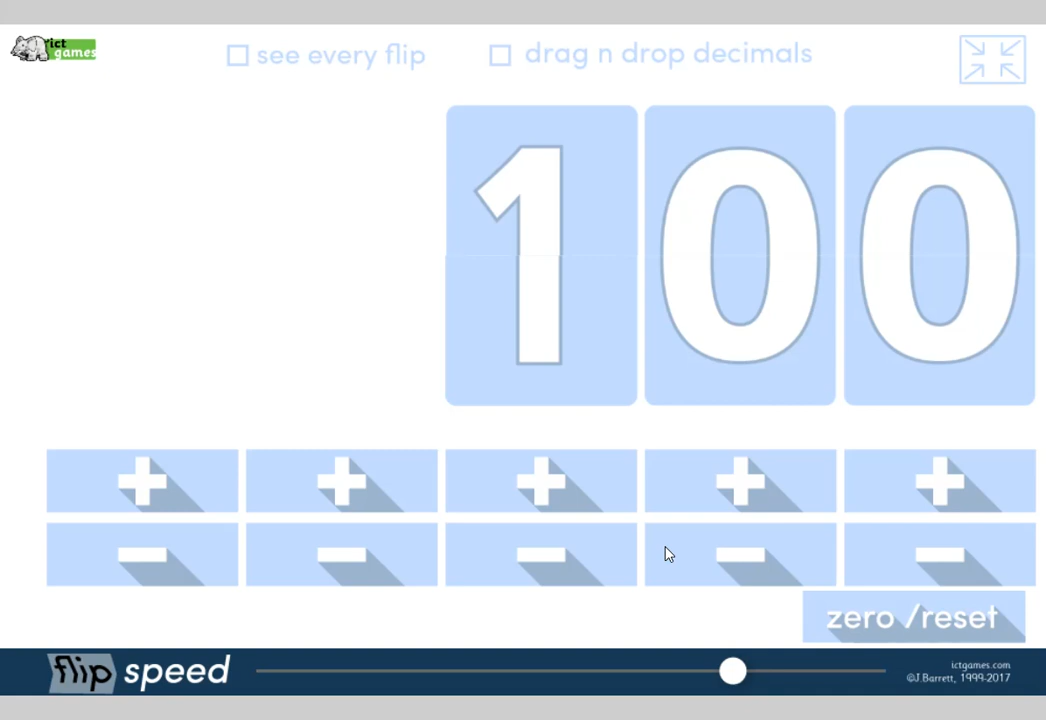 ict
games
see every flip
drag n drop decimals
100
+ + + + +
- - - - -
zero /reset
flip speed
ictgames.com
©J.Barrett, 1999-2017